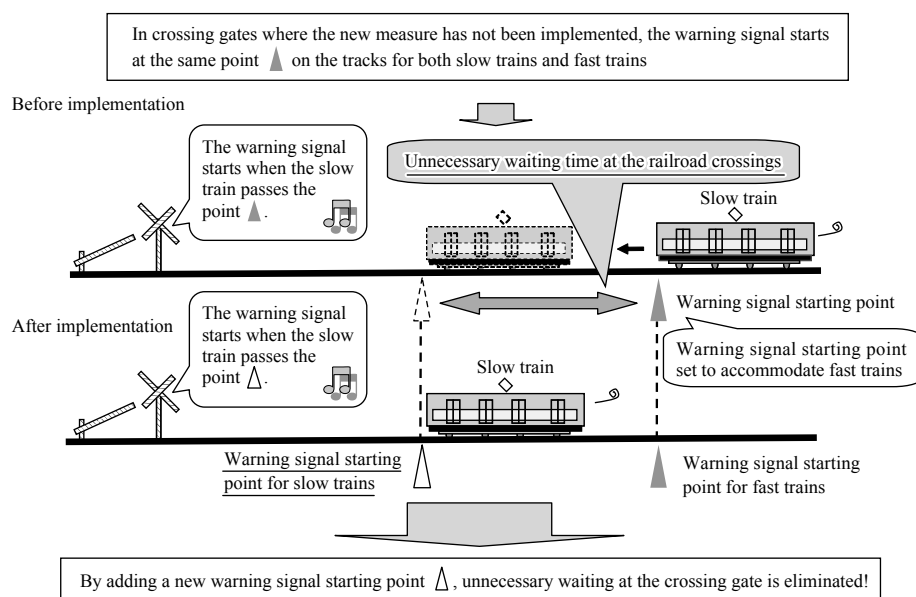 In crossing gates where the new measure has not been implemented, the warning signal starts
at the same point ▲ on the tracks for both slow trains and fast trains
Before implementation
The warning signal
starts when the slow
train passes the
point ▲.
Unnecessary waiting time at the railroad crossings
Slow train
Warning signal starting point
Warning signal starting point
set to accommodate fast trains
After implementation
The warning signal
starts when the slow
train passes the
point △.
Slow train
Warning signal starting
point for slow trains
Warning signal starting
point for fast trains
By adding a new warning signal starting point △, unnecessary waiting at the crossing gate is eliminated!